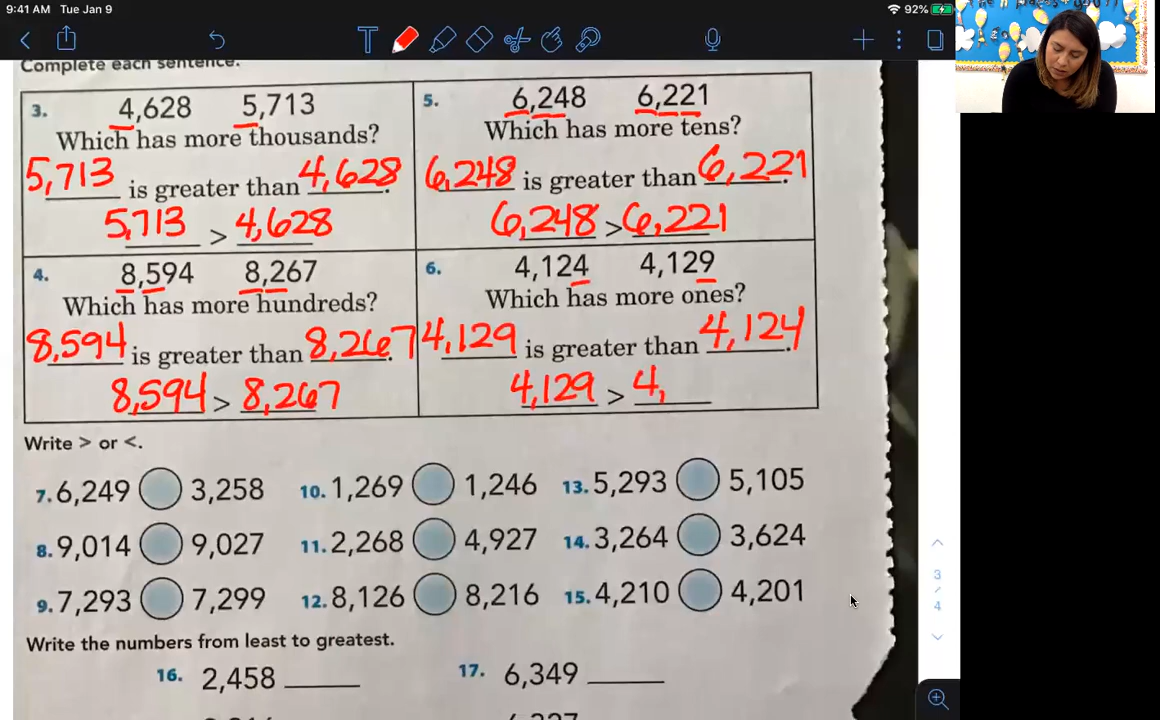 9:41 AM Tue Jan 9
92%
Complete each sentence.
3. 4,628 5,713
Which has more thousands?
5,713 is greater than 4,628.
5,713 > 4,628
5. 6,248 6,221
Which has more tens?
6,248 is greater than 6,221.
6,248 > 6,221
4. 8,594 8,267
Which has more hundreds?
8,594 is greater than 8,267.
8,594 > 8,267
6. 4,124 4,129
Which has more ones?
4,129 is greater than 4,124.
4,129 > 4,
Write > or <.
7. 6,249 3,258 10. 1,269 1,246 13. 5,293 5,105
8. 9,014 9,027 11. 2,268 4,927 14. 3,264 3,624
9. 7,293 7,299 12. 8,126 8,216 15. 4,210 4,201
3
/
4
Write the numbers from least to greatest.
16. 2,458 17. 6,349